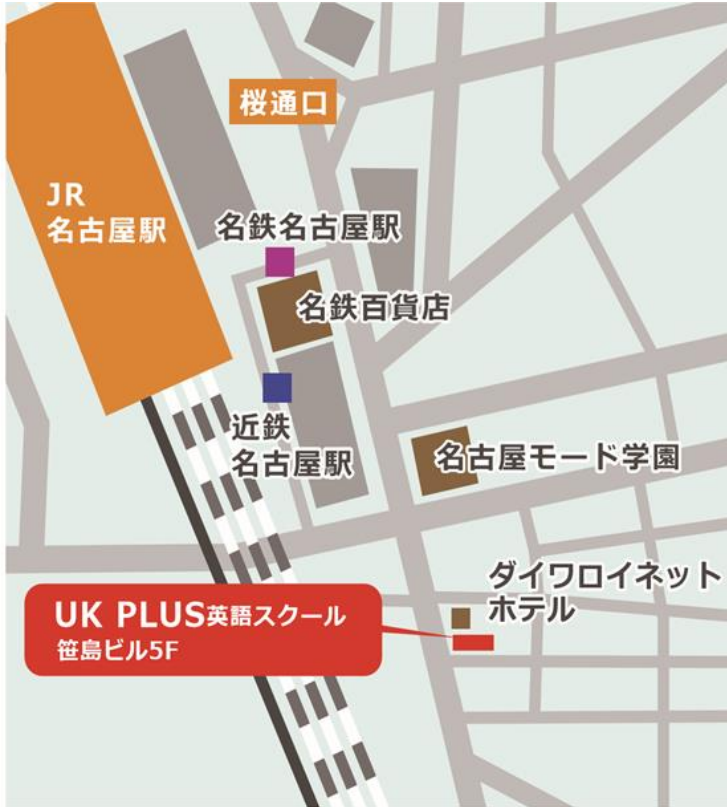 桜通口
JR
名古屋駅
名鉄名古屋駅
名鉄百貨店
近鉄
名古屋駅
名古屋モード学園
ダイワロイネット
ホテル
UK PLUS英語スクール
笹島ビル5F